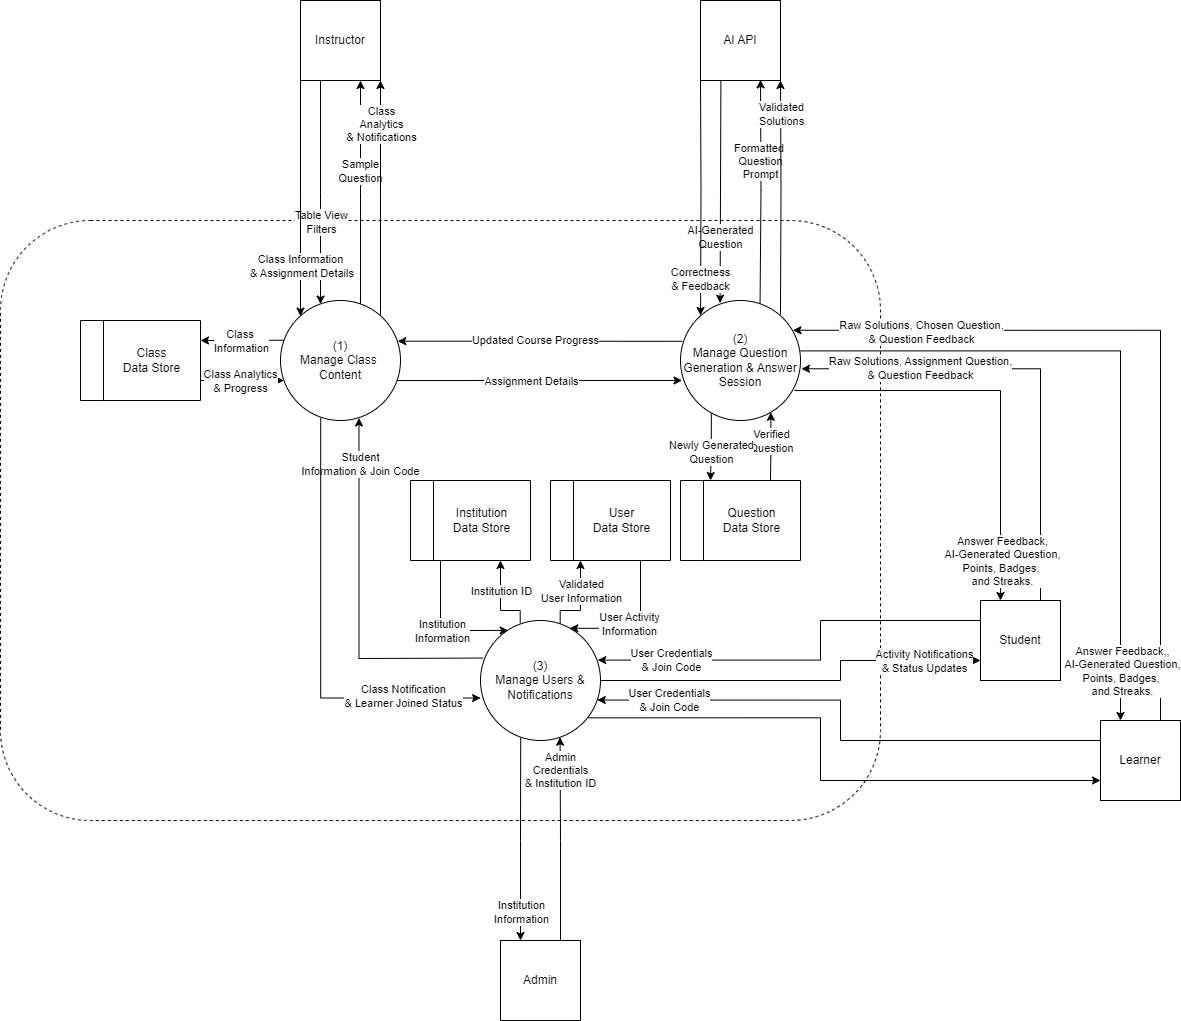 Instructor
AI API
Class
Analytics
& Notifications
Sample
Question
Validated
Solutions
Formatted
Question
Prompt
Table View
Filters
Class Information
& Assignment Details
AI-Generated
Question
Correctness
& Feedback
Class
Data Store
Class
Information
Class Analytics
& Progress
(1)
Manage Class
Content
Updated Course Progress
Assignment Details
(2)
Manage Question
Generation & Answer
Session
Raw Solutions, Chosen Question,
& Question Feedback
Raw Solutions, Assignment Question,
& Question Feedback
Newly Generated
Question
Verified
Question
Student
Information & Join Code
Institution
Data Store
User
Data Store
Question
Data Store
Answer Feedback,
AI-Generated Question,
Points, Badges,
and Streaks.
Institution ID
Validated
User Information
Institution
Information
User Activity
Information
Student
(3)
Manage Users &
Notifications
User Credentials
& Join Code
Activity Notifications
& Status Updates
Answer Feedback,,
AI-Generated Question,
Points, Badges,
and Streaks.
Class Notification
& Learner Joined Status
User Credentials
& Join Code
Learner
Admin
Credentials
& Institution ID
Institution
Information
Admin